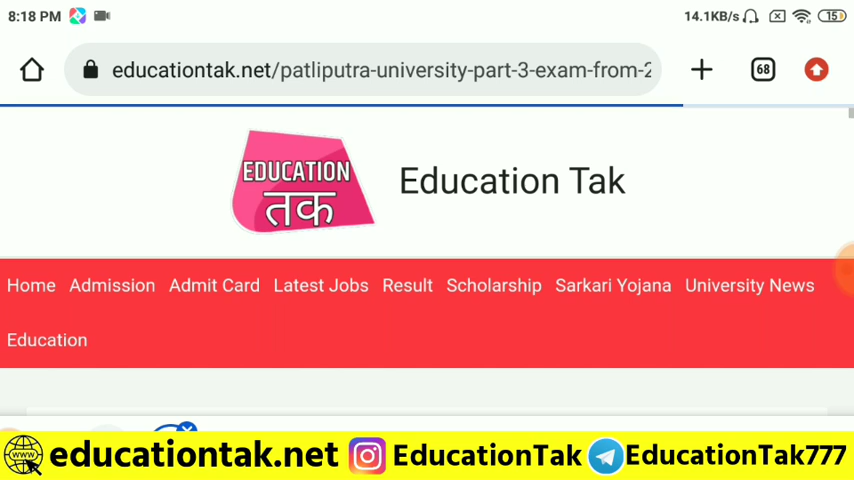 8:18 PM 14.1KB/s 15
educationtak.net/patliputra-university-part-3-exam-from-2 68
EDUCATION
तक
Education Tak
Home Admission Admit Card Latest Jobs Result Scholarship Sarkari Yojana University News
Education
www educationtak.net EducationTak EducationTak777